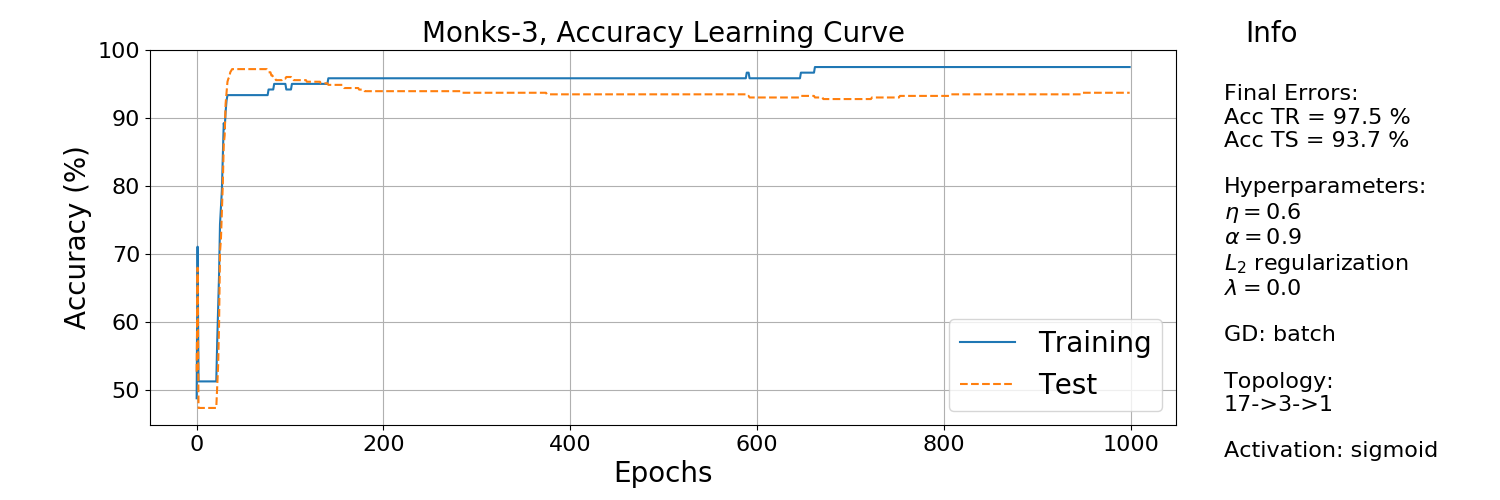 Monks-3, Accuracy Learning Curve
Info
100
90
80
70
60
50
Accuracy (%)
0 200 400 600 800 1000
Epochs
Training
Test
Final Errors:
Acc TR = 97.5 %
Acc TS = 93.7 %
Hyperparameters:
η = 0.6
α = 0.9
L₂ regularization
λ = 0.0
GD: batch
Topology:
17->3->1
Activation: sigmoid